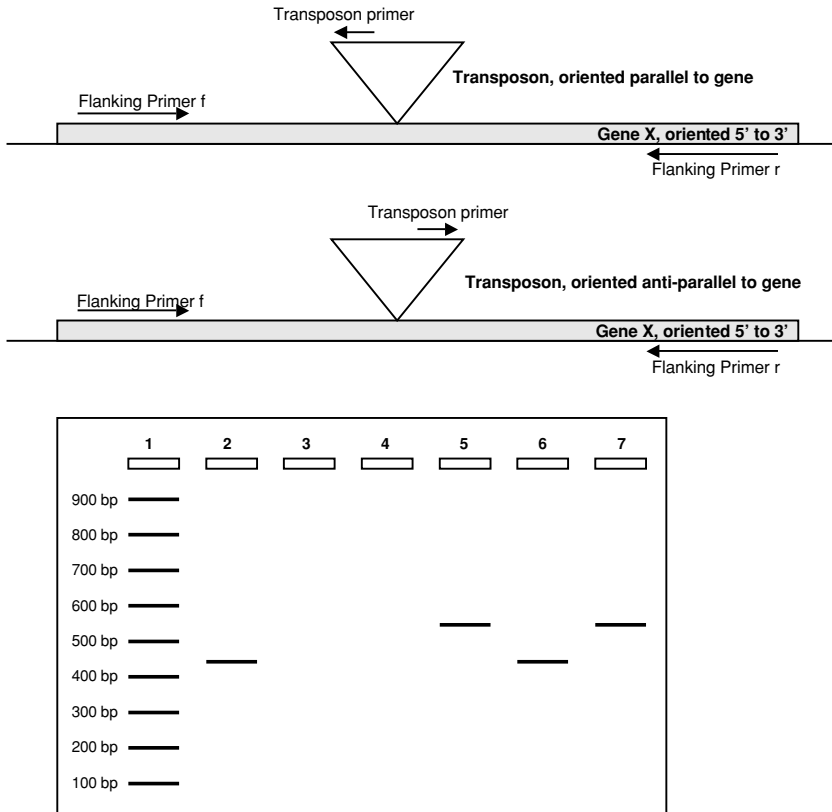 Transposon primer
Transposon, oriented parallel to gene
Flanking Primer f
Gene X, oriented 5' to 3'
Flanking Primer r
Transposon primer
Transposon, oriented anti-parallel to gene
Flanking Primer f
Gene X, oriented 5' to 3'
Flanking Primer r
1 2 3 4 5 6 7
900 bp
800 bp
700 bp
600 bp
500 bp
400 bp
300 bp
200 bp
100 bp